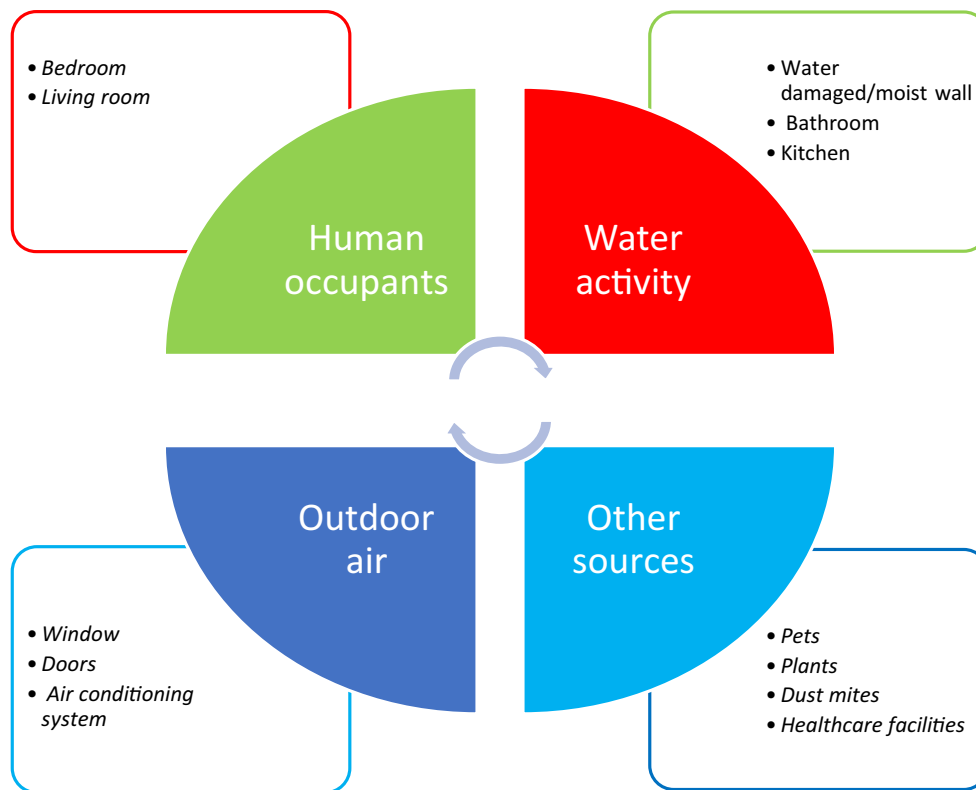 • Bedroom
• Living room
• Water
damaged/moist wall
• Bathroom
• Kitchen
Human
occupants
Water
activity
Outdoor
air
Other
sources
• Window
• Doors
• Air conditioning
system
• Pets
• Plants
• Dust mites
• Healthcare facilities